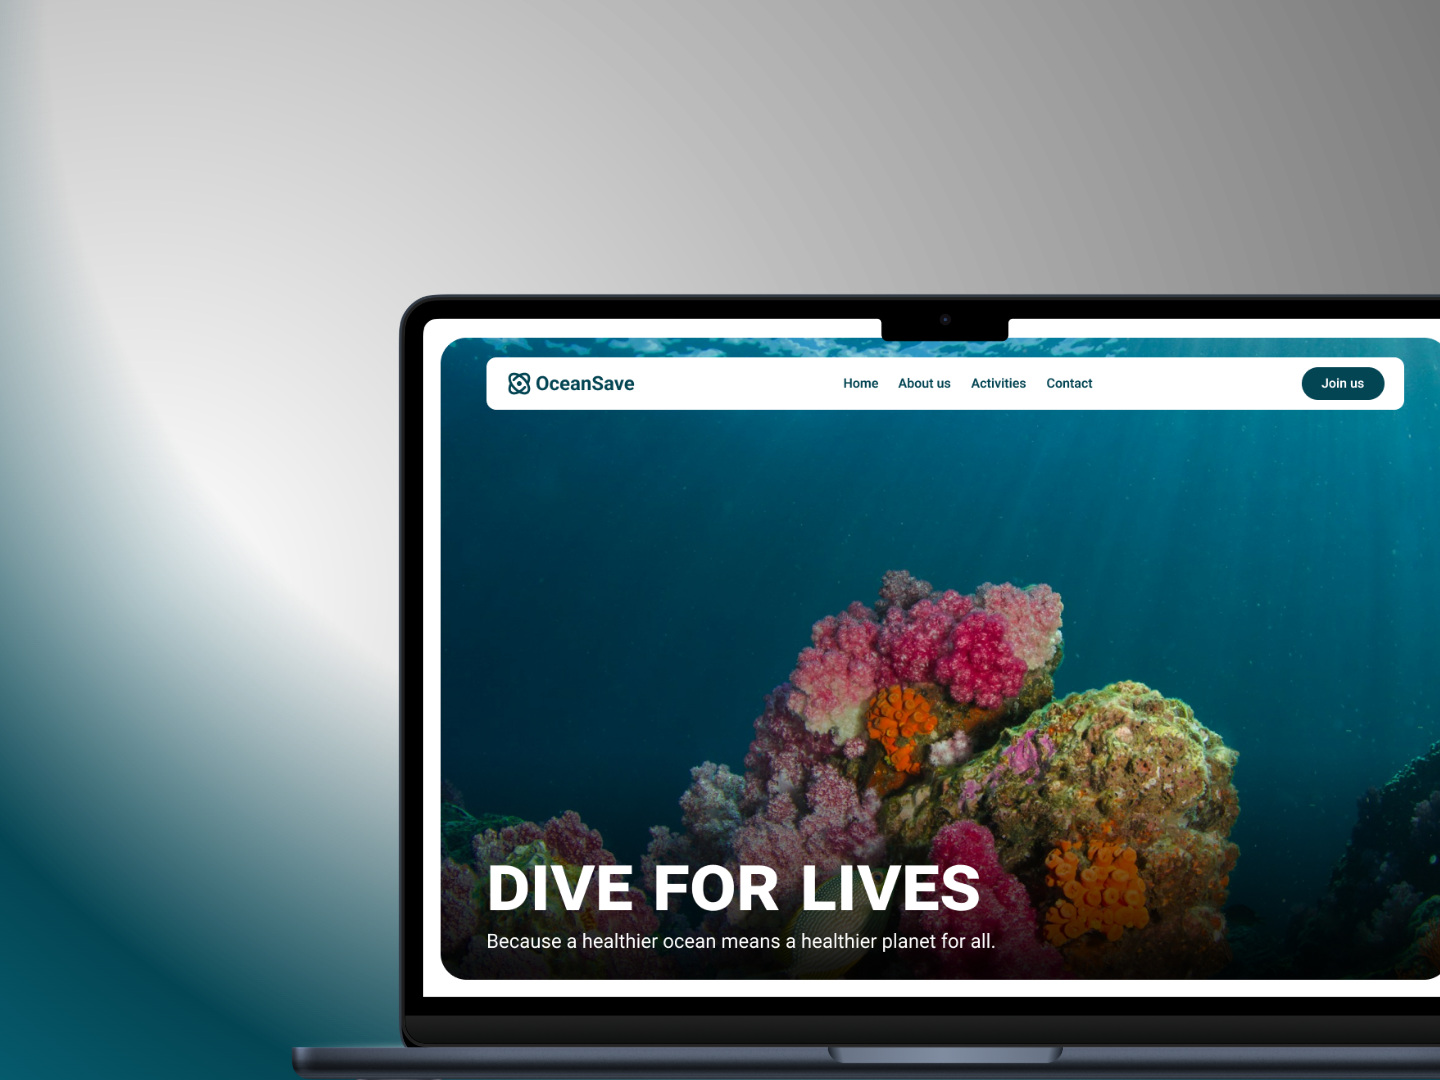 OceanSave
Home About us Activities Contact
Join us
DIVE FOR LIVES
Because a healthier ocean means a healthier planet for all.